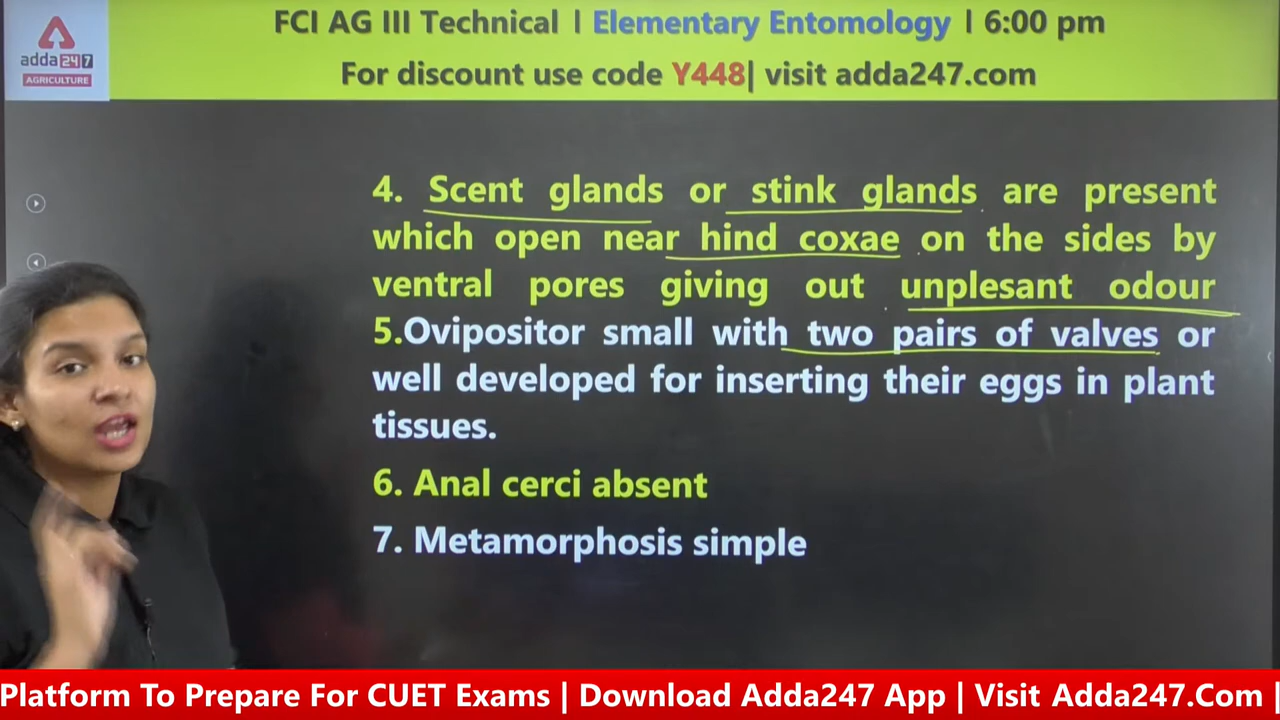 FCI AG III Technical I Elementary Entomology I 6:00 pm
For discount use code Y448| visit adda247.com
adda 247
AGRICULTURE
4. Scent glands or stink glands are present
which open near hind coxae on the sides by
ventral pores giving out unplesant odour
5.Ovipositor small with two pairs of valves or
well developed for inserting their eggs in plant
tissues.
6. Anal cerci absent
7. Metamorphosis simple
Platform To Prepare For CUET Exams | Download Adda247 App | Visit Adda247.Com |